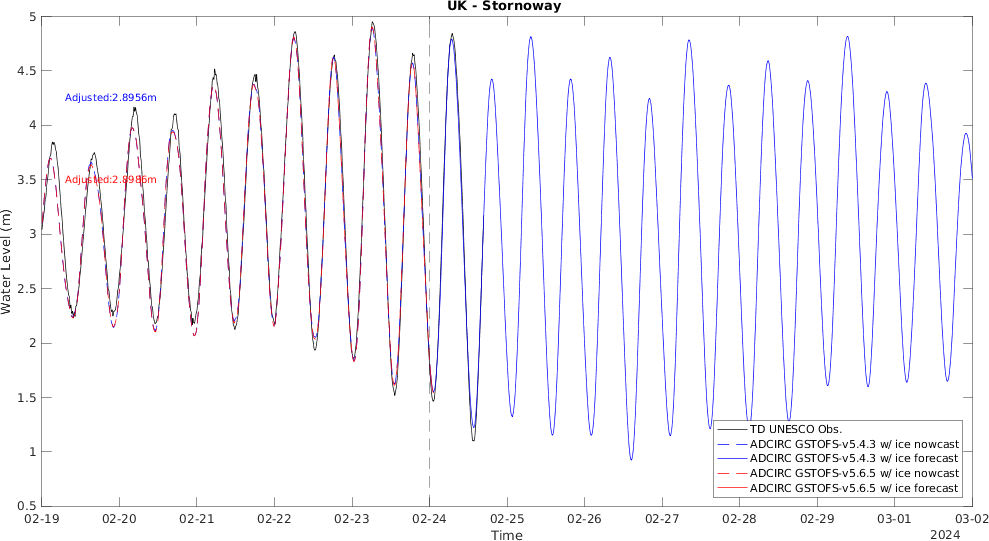 UK - Stornoway
5
4.5
4
3.5
3
2.5
2
1.5
1
0.5
Water Level (m)
Adjusted:2.8956m
Adjusted:2.8986m
TD UNESCO Obs.
ADCIRC GSTOFS-v5.4.3 w/ ice nowcast
ADCIRC GSTOFS-v5.4.3 w/ ice forecast
ADCIRC GSTOFS-v5.6.5 w/ ice nowcast
ADCIRC GSTOFS-v5.6.5 w/ ice forecast
02-19 02-20 02-21 02-22 02-23 02-24 02-25 02-26 02-27 02-28 02-29 03-01 03-02
Time
2024